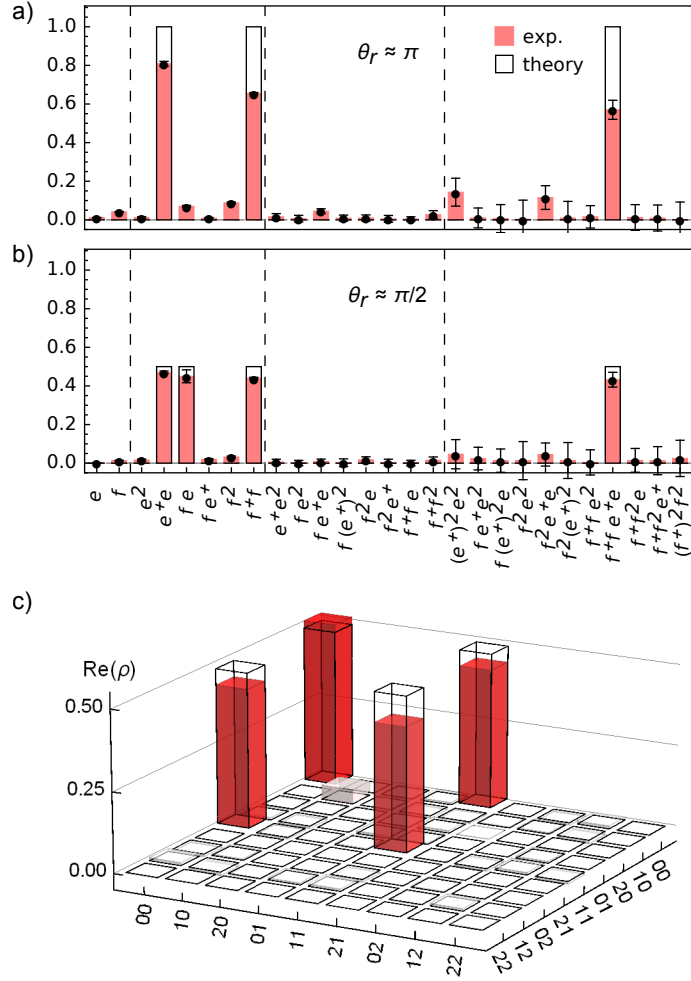 a)
1.0
0.8
0.6
0.4
0.2
0.0
θr ≈ π
exp.
theory
b)
1.0
0.8
0.6
0.4
0.2
0.0
θr ≈ π/2
e
f
e²
e⁺e
f e
f e⁺
f²
f⁺f
e⁺e²
f e²
f e⁺e
f (e⁺)²
f²e
f²e⁺
f⁺f e
f⁺f²
(e⁺)²e²
f e⁺e²
f (e⁺)²e
f²e²
f²e⁺e
f²(e⁺)²
f⁺f e²
f⁺f e⁺e
f⁺f²e
f⁺f²e⁺
(f⁺)²f²
c)
Re(ρ)
0.50
0.25
0.00
00
10
20
01
11
21
02
12
22
00
10
20
01
11
21
02
12
22